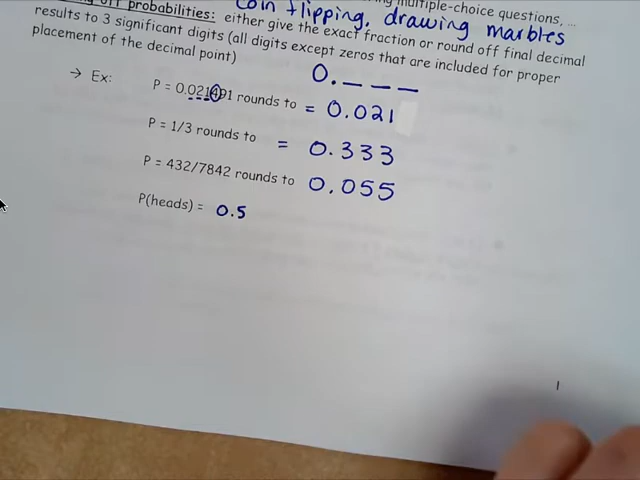 multiple-choice questions, ...
coin flipping, drawing marbles
off probabilities: either give the exact fraction or round off final decimal
results to 3 significant digits (all digits except zeros that are included for proper
placement of the decimal point)
0._ _ _
→ Ex: P = 0.021491 rounds to = 0.021
P = 1/3 rounds to = 0.333
P = 432/7842 rounds to 0.055
P(heads) = 0.5
1